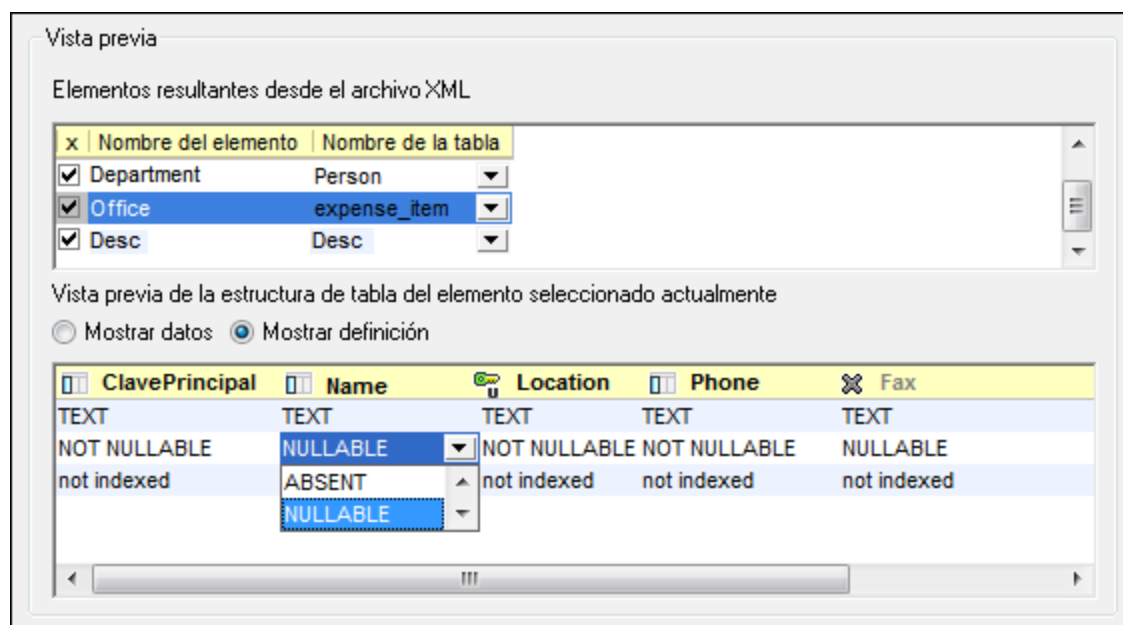 Vista previa
Elementos resultantes desde el archivo XML
x Nombre del elemento Nombre de la tabla
Department Person
Office expense_item
Desc Desc
Vista previa de la estructura de tabla del elemento seleccionado actualmente
Mostrar datos Mostrar definición
ClavePrincipal Name u Location Phone Fax
TEXT TEXT TEXT TEXT TEXT
NOT NULLABLE NULLABLE NOT NULLABLE NOT NULLABLE NULLABLE
not indexed ABSENT not indexed not indexed not indexed
NULLABLE